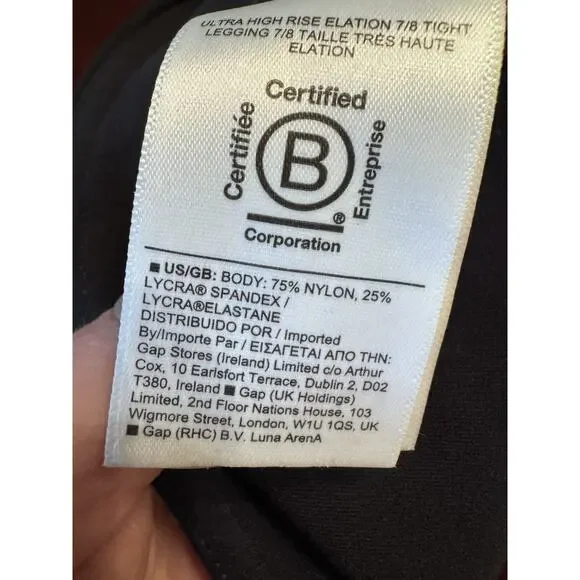 ULTRA HIGH RISE ELATION 7/8 TIGHT
LEGGING 7/8 TAILLE TRÈS HAUTE
ELATION
Certified
Certifiée
B
®
Entreprise
Corporation
■ US/GB: BODY: 75% NYLON, 25%
LYCRA® SPANDEX /
LYCRA®ELASTANE
DISTRIBUIDO POR / Imported
By/Importe Par / ΕΙΣΑΓΕΤΑΙ ΑΠΟ ΤΗΝ:
Gap Stores (Ireland) Limited c/o Arthur
Cox, 10 Earlsfort Terrace, Dublin 2, D02
T380, Ireland ■ Gap (UK Holdings)
Limited, 2nd Floor Nations House, 103
Wigmore Street, London, W1U 1QS, UK
■ Gap (RHC) B.V. Luna ArenA